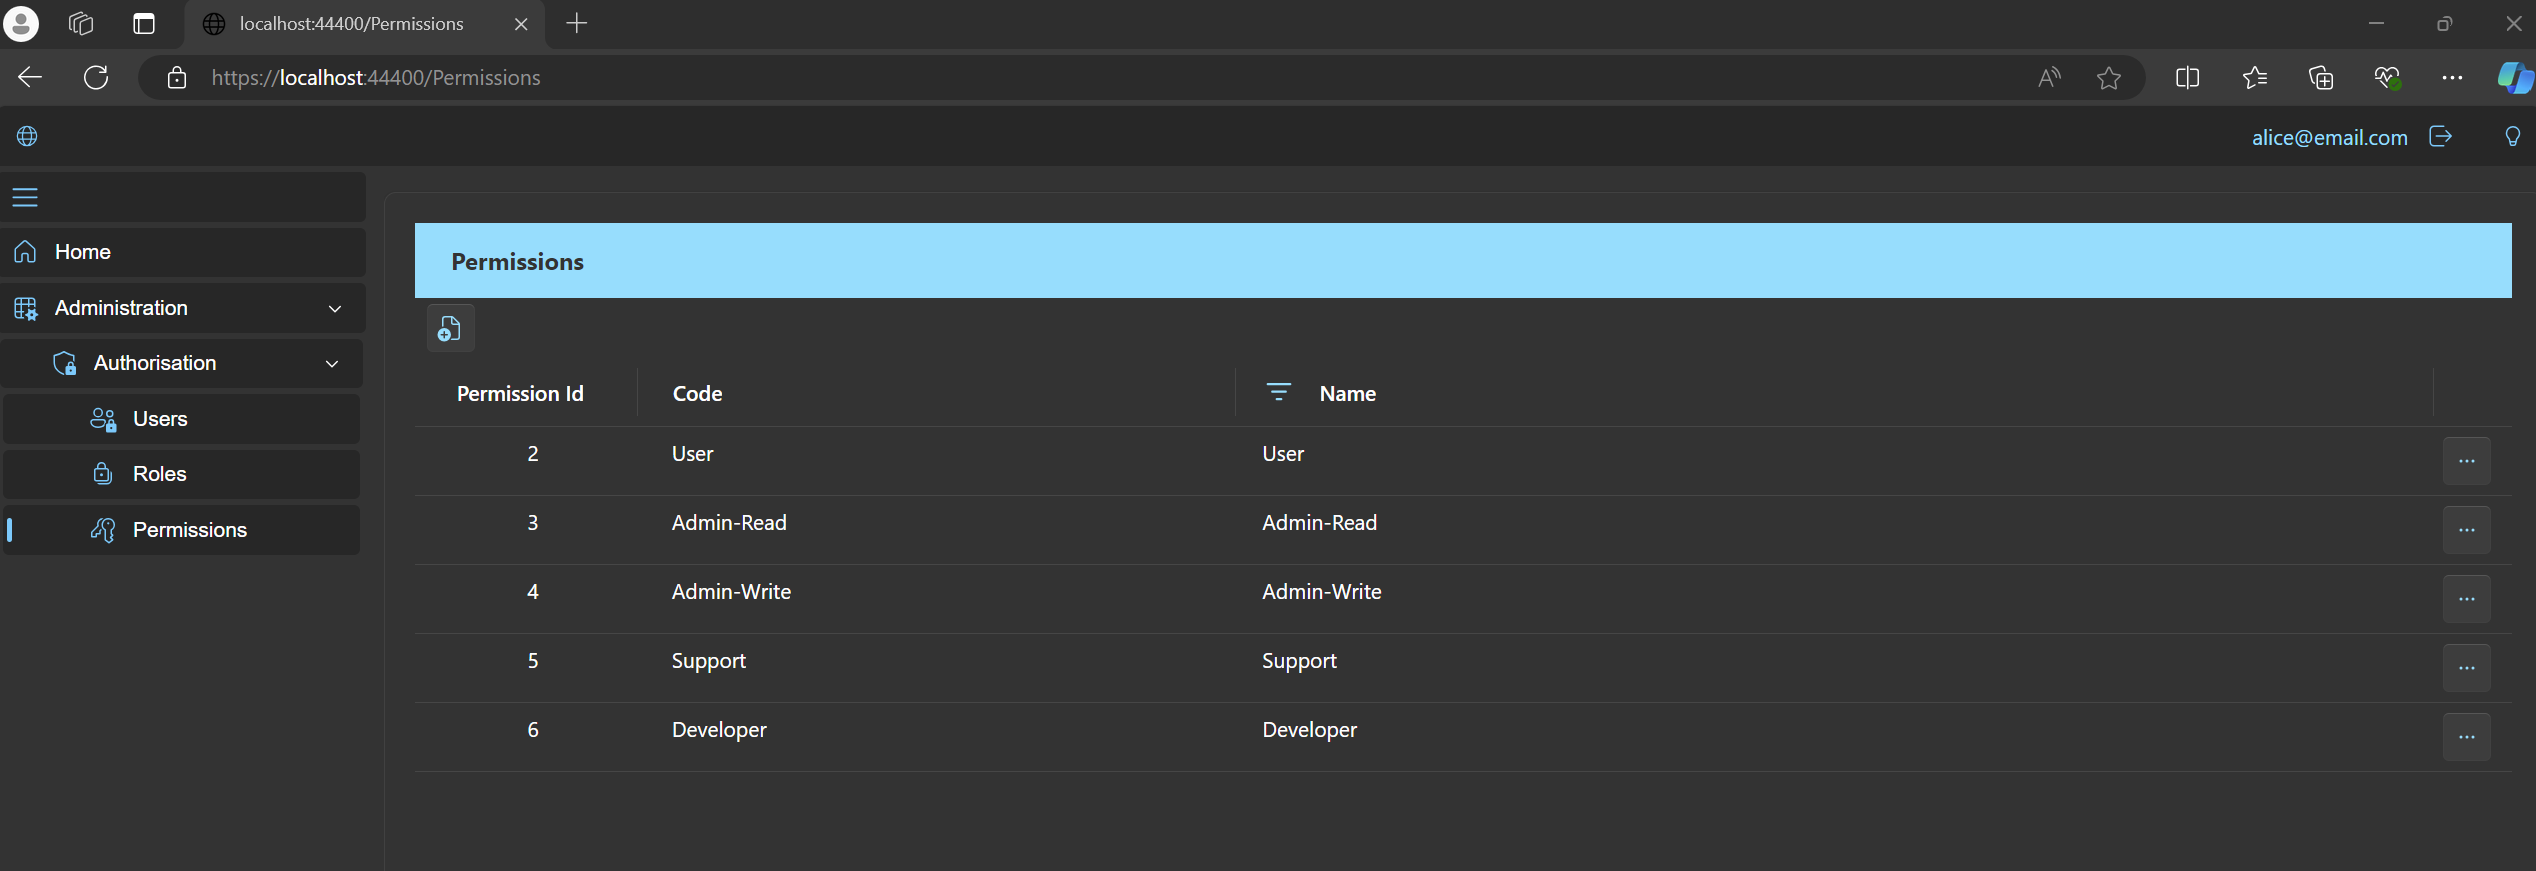 localhost:44400/Permissions
https://localhost:44400/Permissions
alice@email.com
Home
Administration
Authorisation
Users
Roles
Permissions
Permissions
Permission Id Code Name
2 User User
3 Admin-Read Admin-Read
4 Admin-Write Admin-Write
5 Support Support
6 Developer Developer